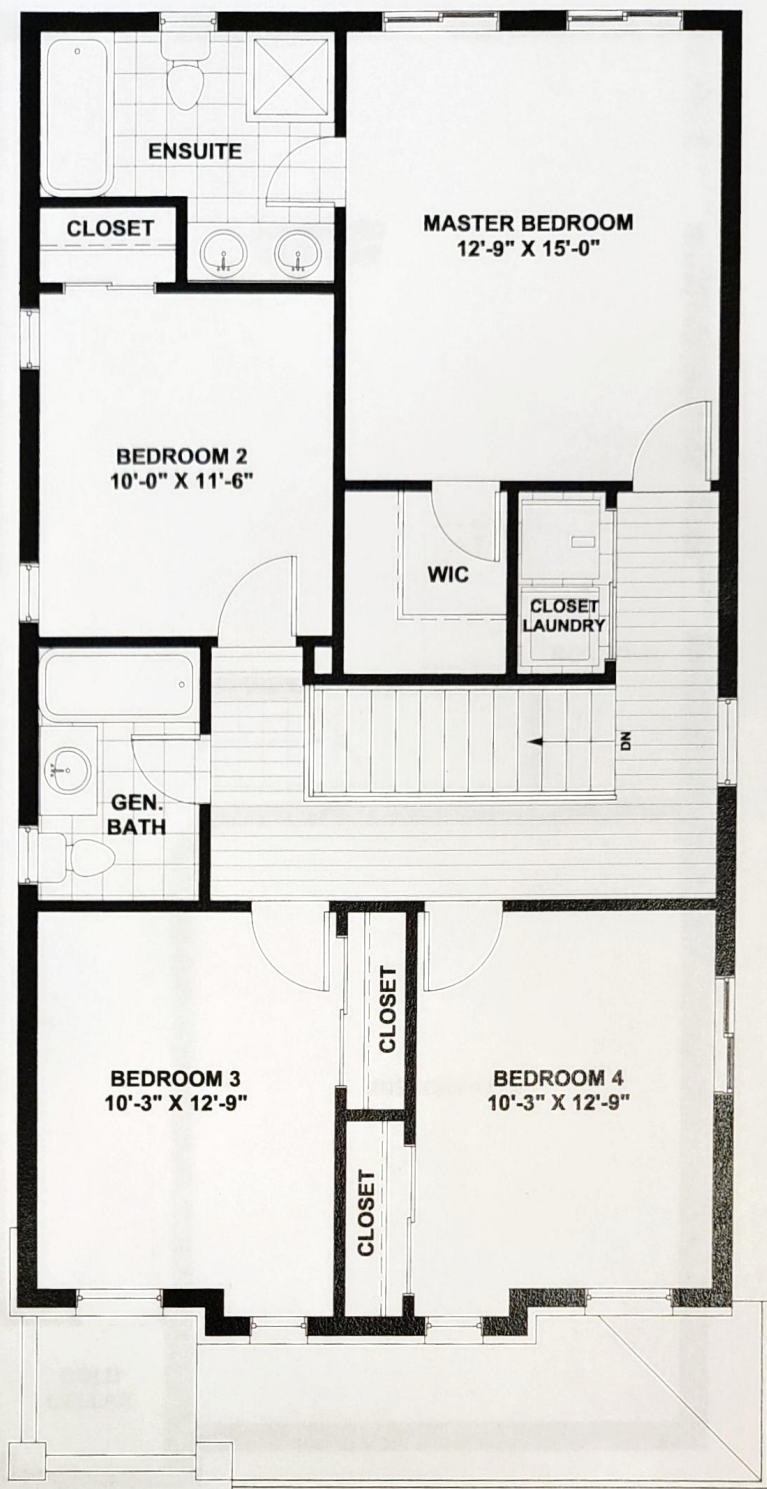 ENSUITE
CLOSET
MASTER BEDROOM
12'-9" X 15'-0"
BEDROOM 2
10'-0" X 11'-6"
WIC
CLOSET
LAUNDRY
DN
GEN.
BATH
CLOSET
BEDROOM 3
10'-3" X 12'-9"
BEDROOM 4
10'-3" X 12'-9"
CLOSET